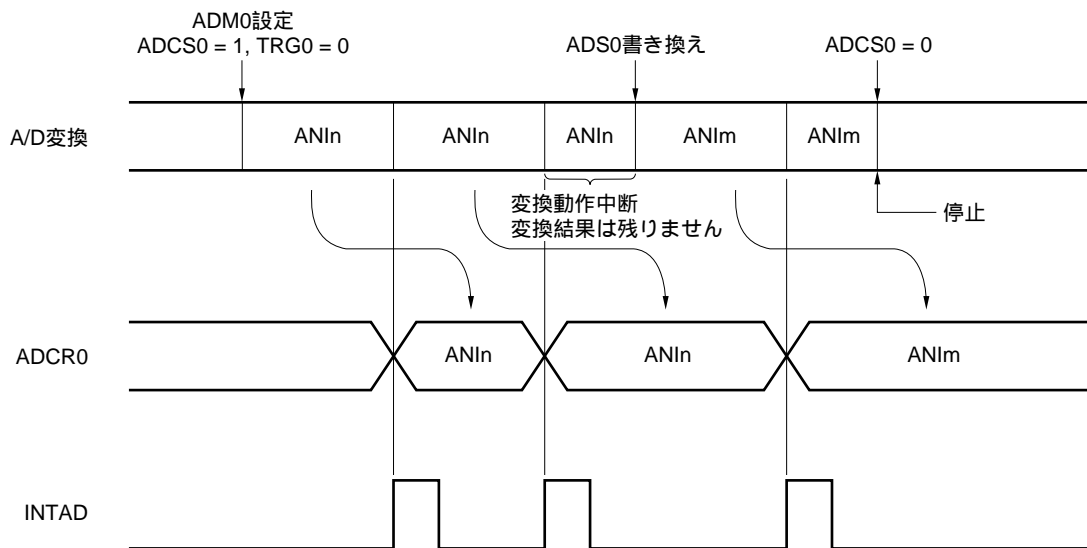 ADM0設定
ADCS0 = 1, TRG0 = 0
ADS0書き換え
ADCS0 = 0
A/D変換
ANIn
ANIn
ANIn
ANIm
ANIm
変換動作中断
変換結果は残りません
停止
ADCR0
ANIn
ANIn
ANIm
INTAD